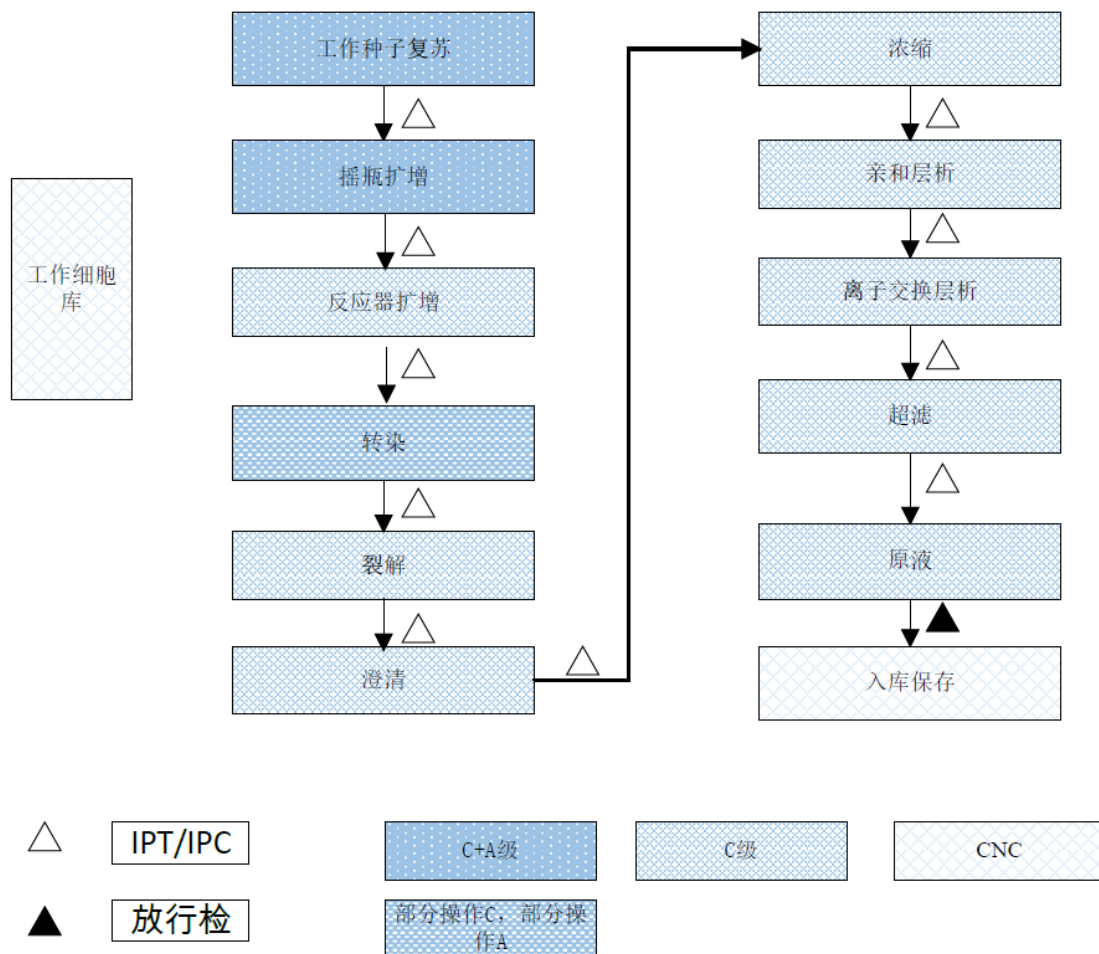 工作种子复苏
摇瓶扩增
工作细胞
库
反应器扩增
转染
裂解
澄清
浓缩
亲和层析
离子交换层析
超滤
原液
入库保存
IPT/IPC
C+A级
C级
CNC
放行检
部分操作C，部分操
作A